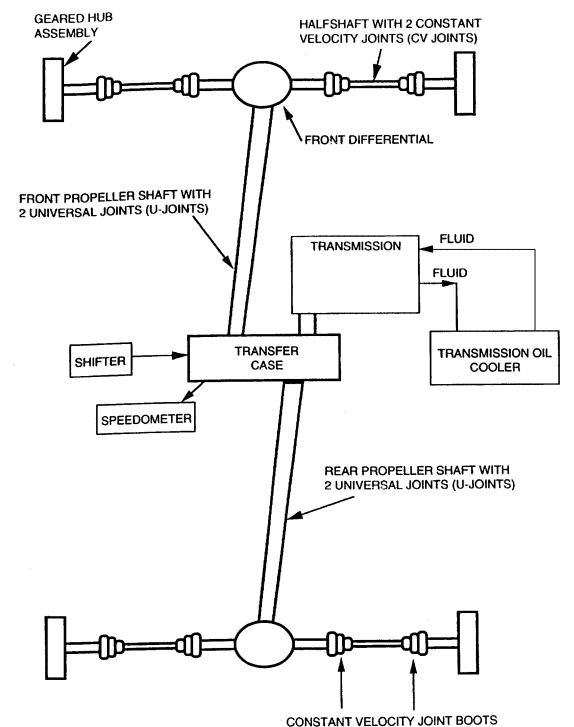 GEARED HUB
ASSEMBLY
HALFSHAFT WITH 2 CONSTANT
VELOCITY JOINTS (CV JOINTS)
FRONT DIFFERENTIAL
FRONT PROPELLER SHAFT WITH
2 UNIVERSAL JOINTS (U-JOINTS)
TRANSMISSION
FLUID
FLUID
TRANSMISSION OIL
COOLER
SHIFTER
TRANSFER
CASE
SPEEDOMETER
REAR PROPELLER SHAFT WITH
2 UNIVERSAL JOINTS (U-JOINTS)
CONSTANT VELOCITY JOINT BOOTS